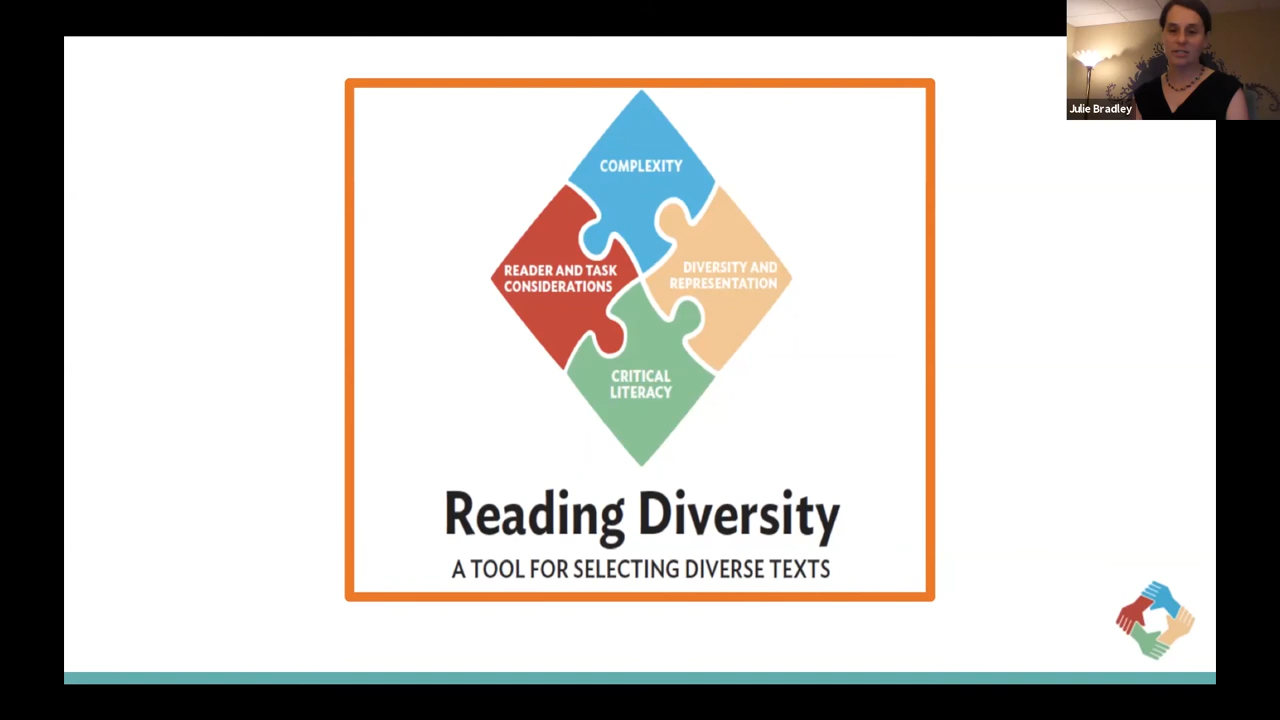 Julie Bradley
COMPLEXITY
READER AND TASK
CONSIDERATIONS
DIVERSITY AND
REPRESENTATION
CRITICAL
LITERACY
Reading Diversity
A TOOL FOR SELECTING DIVERSE TEXTS